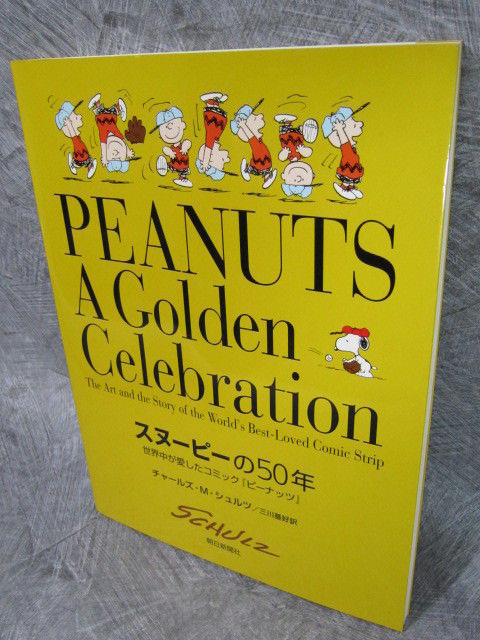 PEANUTS
A Golden
Celebration
The Art and the Story of the World's Best-Loved Comic Strip
スヌーピーの50年
世界中が愛したコミック『ピーナッツ』
チャールズ・M・シュルツ/三川基好訳
SCHULZ
朝日新聞社